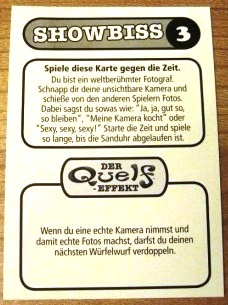 SHOWBISS 3
Spiele diese Karte gegen die Zeit.
Du bist ein weltberühmter Fotograf.
Schnapp dir deine unsichtbare Kamera und
schieße von den anderen Spielern Fotos.
Dabei sagst du sowas wie: "Ja, ja, gut so,
so bleiben", "Meine Kamera kocht" oder
"Sexy, sexy, sexy!" Starte die Zeit und spiele
so lange, bis die Sanduhr abgelaufen ist.
DER
Quelf
EFFEKT
Wenn du eine echte Kamera nimmst und
damit echte Fotos machst, darfst du deinen
nächsten Würfelwurf verdoppeln.